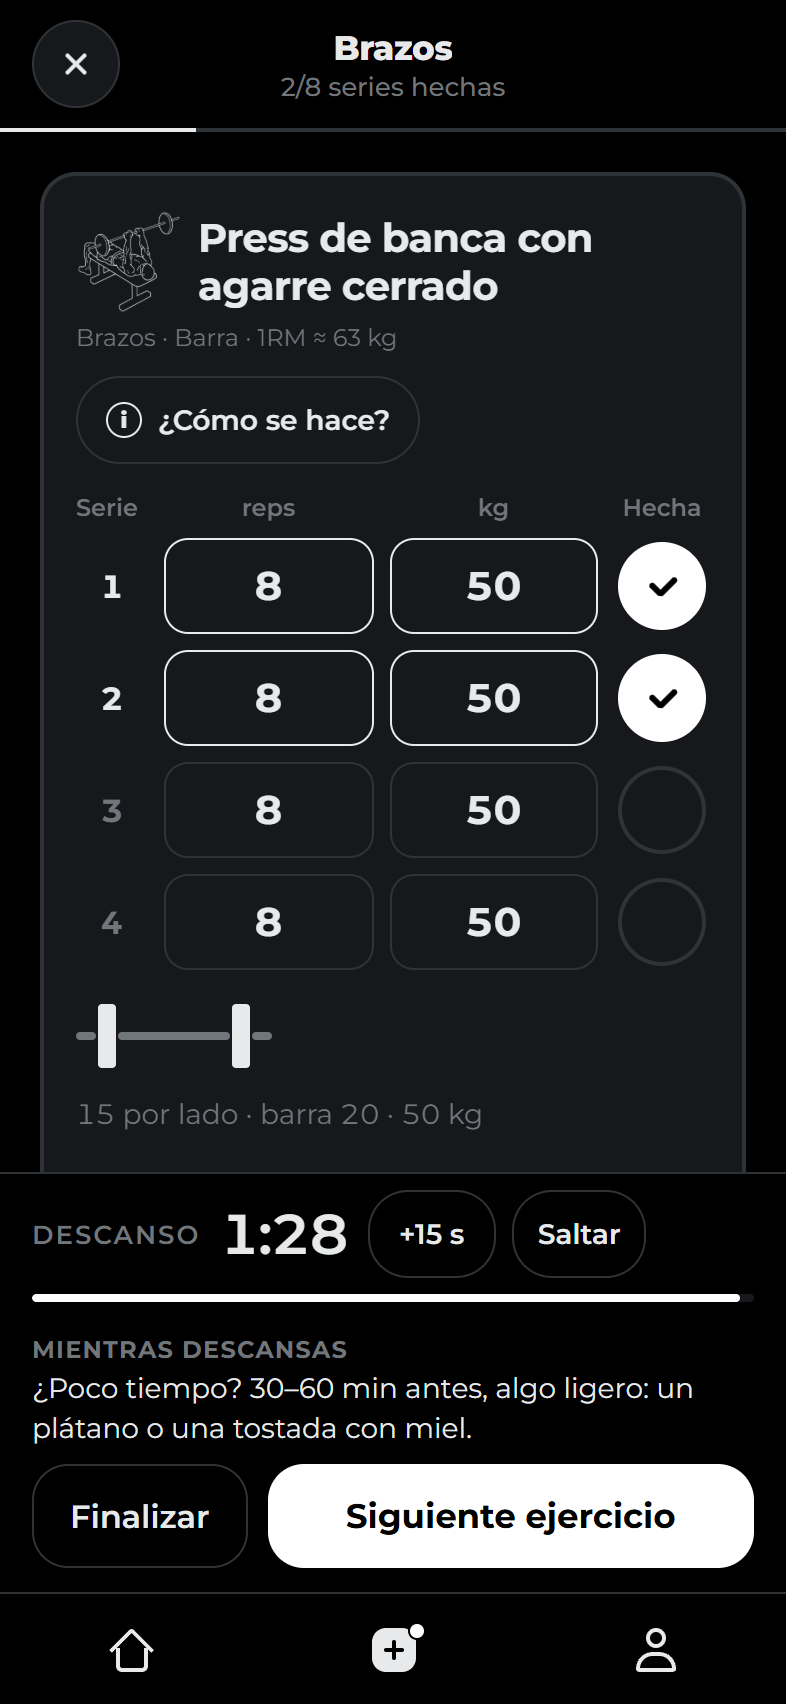 Brazos
2/8 series hechas
Press de banca con
agarre cerrado
Brazos · Barra · 1RM ≈ 63 kg
¿Cómo se hace?
Serie reps kg Hecha
1 8 50
2 8 50
3 8 50
4 8 50
15 por lado · barra 20 · 50 kg
DESCANSO 1:28 +15 s Saltar
MIENTRAS DESCANSAS
¿Poco tiempo? 30–60 min antes, algo ligero: un
plátano o una tostada con miel.
Finalizar Siguiente ejercicio